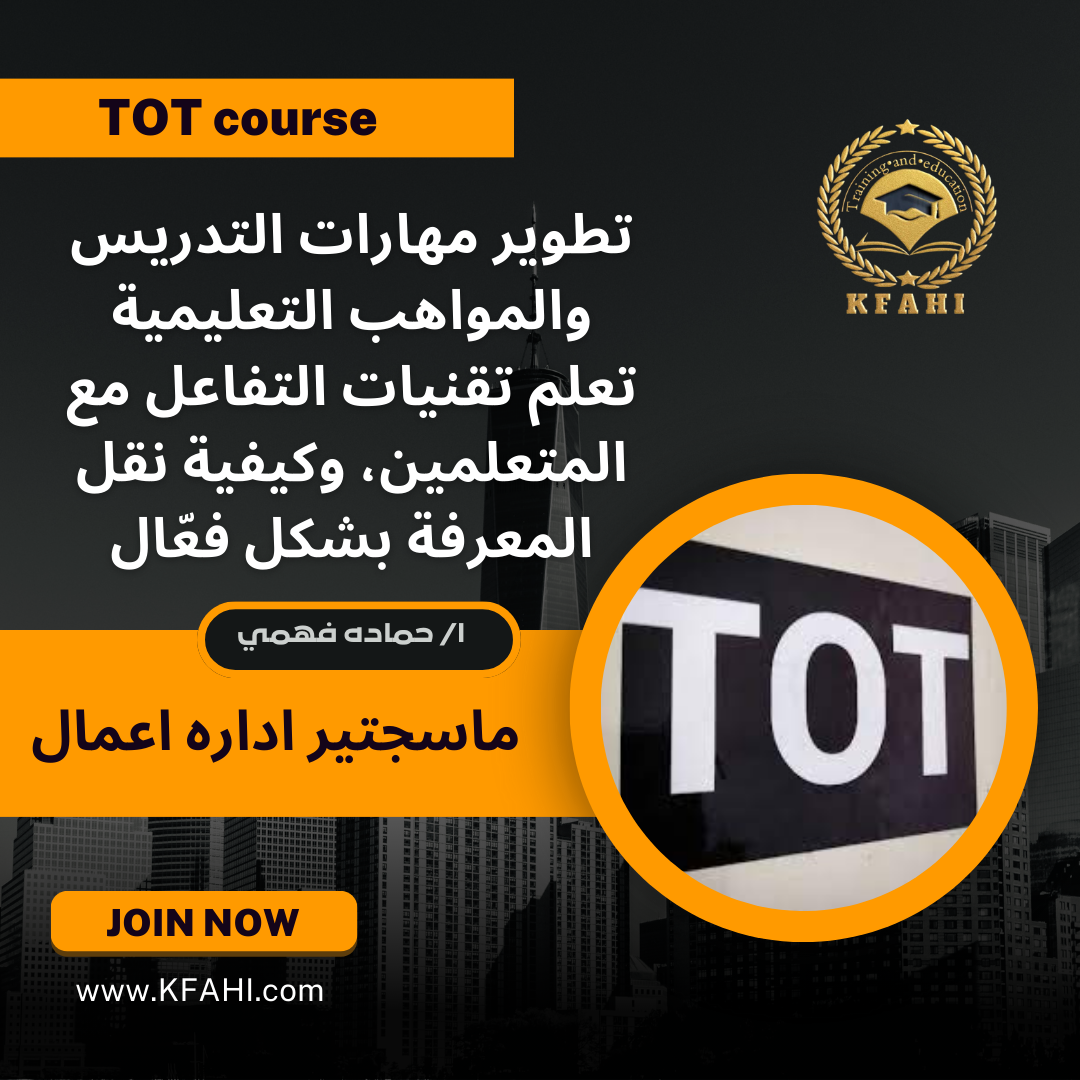 TOT course
Training and education
KFAHI
تطوير مهارات التدريس
والمواهب التعليمية
تعلم تقنيات التفاعل مع
المتعلمين، وكيفية نقل
المعرفة بشكل فعّال
ا/ حماده فهمي
ماسجتير اداره اعمال
TOT
JOIN NOW
www.KFAHI.com